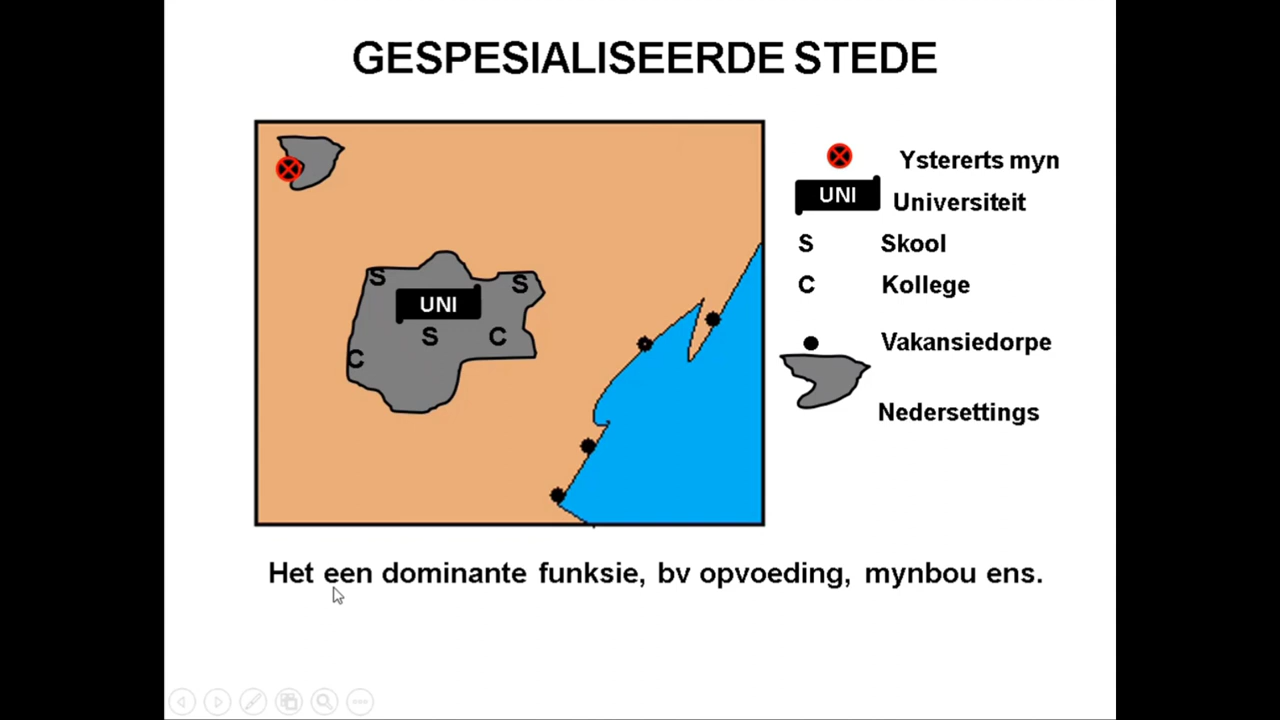 GESPESIALISEERDE STEDE
Ystererts myn
UNI Universiteit
S Skool
C Kollege
Vakansiedorpe
Nedersettings
S S
UNI
S C
C
Het een dominante funksie, bv opvoeding, mynbou ens.